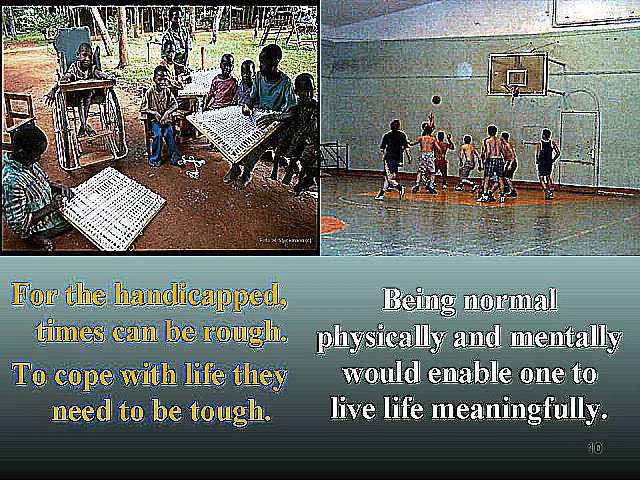 For the handicapped,
times can be rough.
To cope with life they
need to be tough.
Being normal
physically and mentally
would enable one to
live life meaningfully.
10